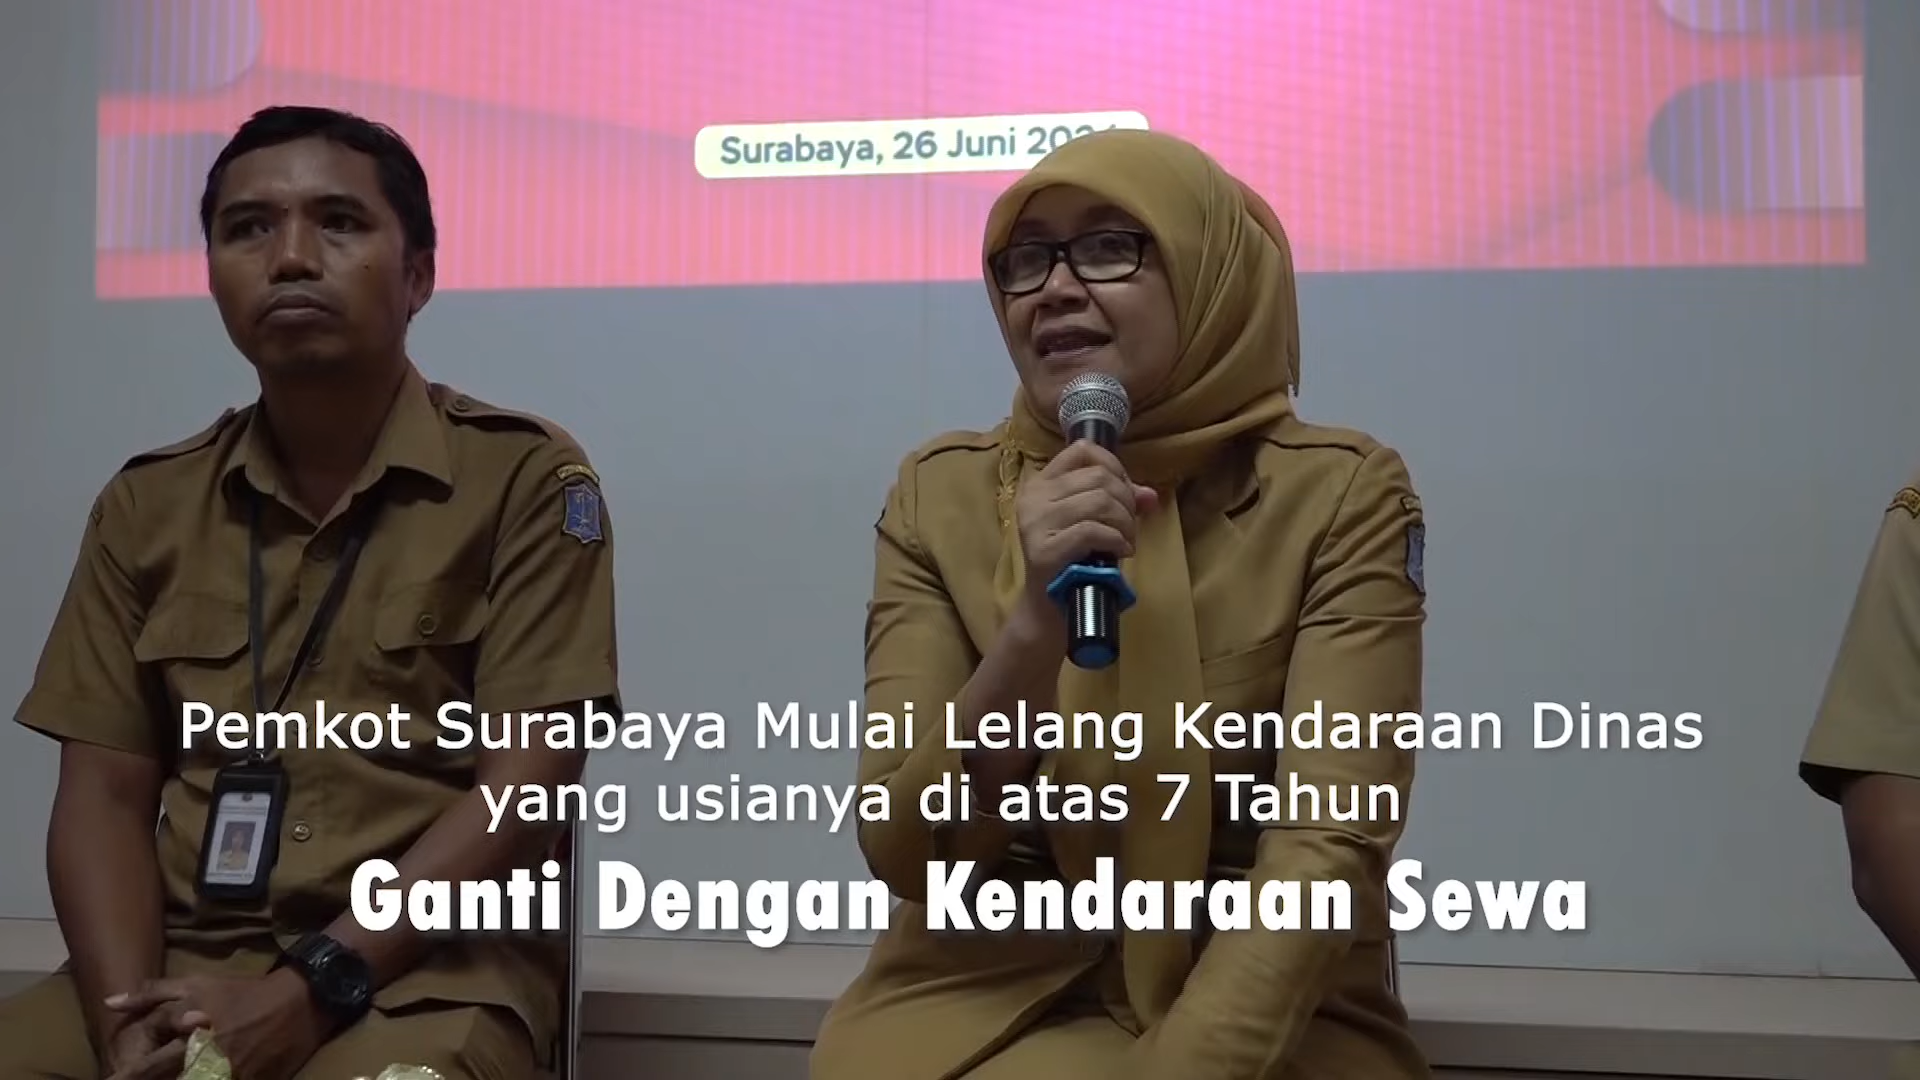 Surabaya, 26 Juni
Pemkot Surabaya Mulai Lelang Kendaraan Dinas
yang usianya di atas 7 Tahun
Ganti Dengan Kendaraan Sewa